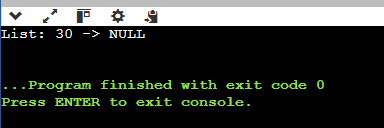 List: 30 -> NULL
...Program finished with exit code 0
Press ENTER to exit console.